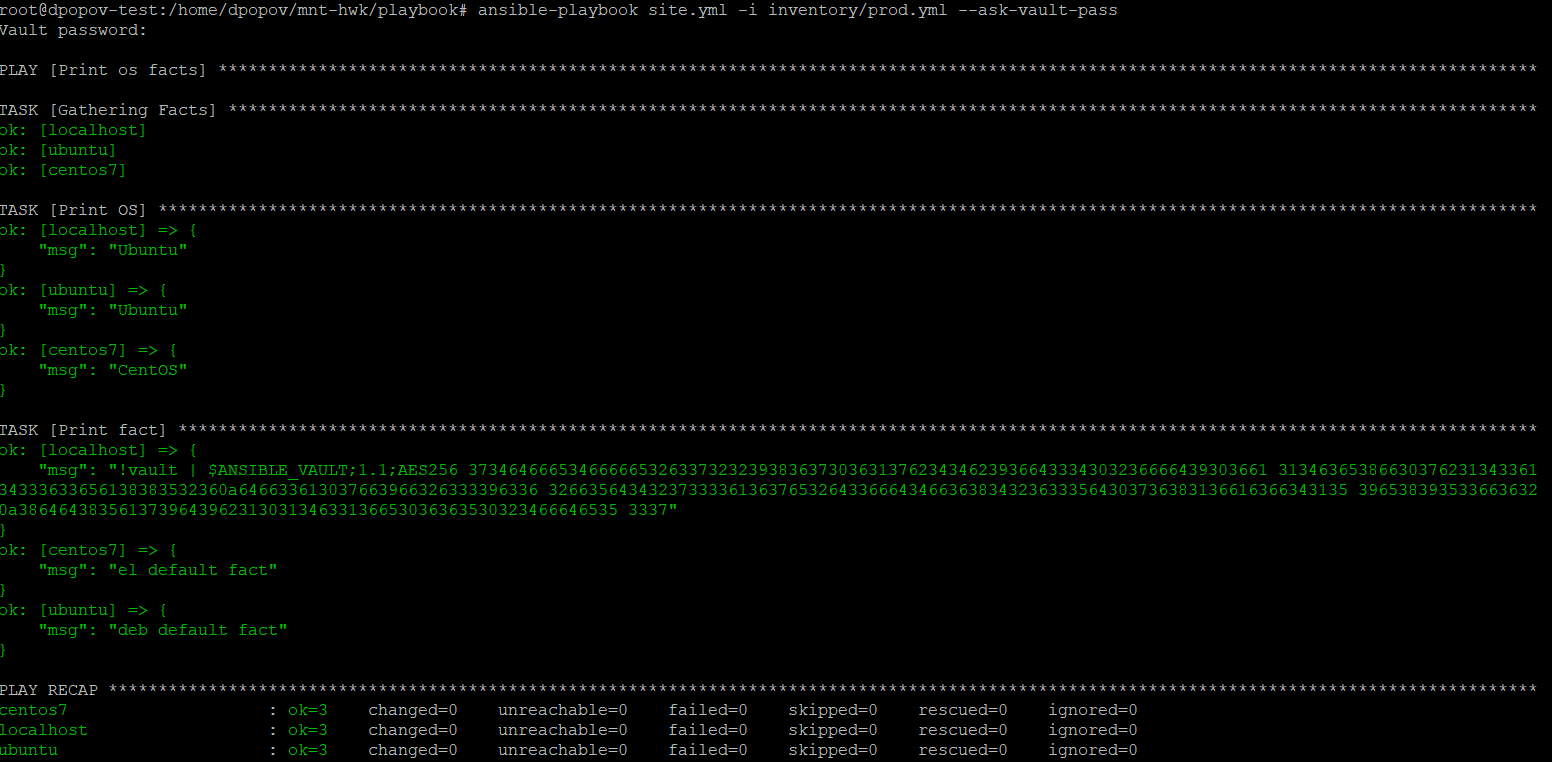 root@dpopov-test:/home/dpopov/mnt-hwk/playbook# ansible-playbook site.yml -i inventory/prod.yml --ask-vault-pass
Vault password:
PLAY [Print os facts] ************************************************************************************************************************************
TASK [Gathering Facts] ***********************************************************************************************************************************
ok: [localhost]
ok: [ubuntu]
ok: [centos7]
TASK [Print OS] ******************************************************************************************************************************************
ok: [localhost] => {
    "msg": "Ubuntu"
}
ok: [ubuntu] => {
    "msg": "Ubuntu"
}
ok: [centos7] => {
    "msg": "CentOS"
}
TASK [Print fact] ****************************************************************************************************************************************
ok: [localhost] => {
    "msg": "!vault | $ANSIBLE_VAULT;1.1;AES256 37346466653466666532633732323938363730363137623434623936643334303236666439303661 31346365386630376231343361
3433363365613838353236​0a646633613037663966326333396336 32663564343237333361363765326433666434663638343236333564303736383136616366343135 396538393533663632
0a386464383561373964396231303134633136653036363530323466646535 3337"
}
ok: [centos7] => {
    "msg": "el default fact"
}
ok: [ubuntu] => {
    "msg": "deb default fact"
}
PLAY RECAP ***********************************************************************************************************************************************
centos7                    : ok=3    changed=0    unreachable=0    failed=0    skipped=0    rescued=0    ignored=0
localhost                  : ok=3    changed=0    unreachable=0    failed=0    skipped=0    rescued=0    ignored=0
ubuntu                     : ok=3    changed=0    unreachable=0    failed=0    skipped=0    rescued=0    ignored=0